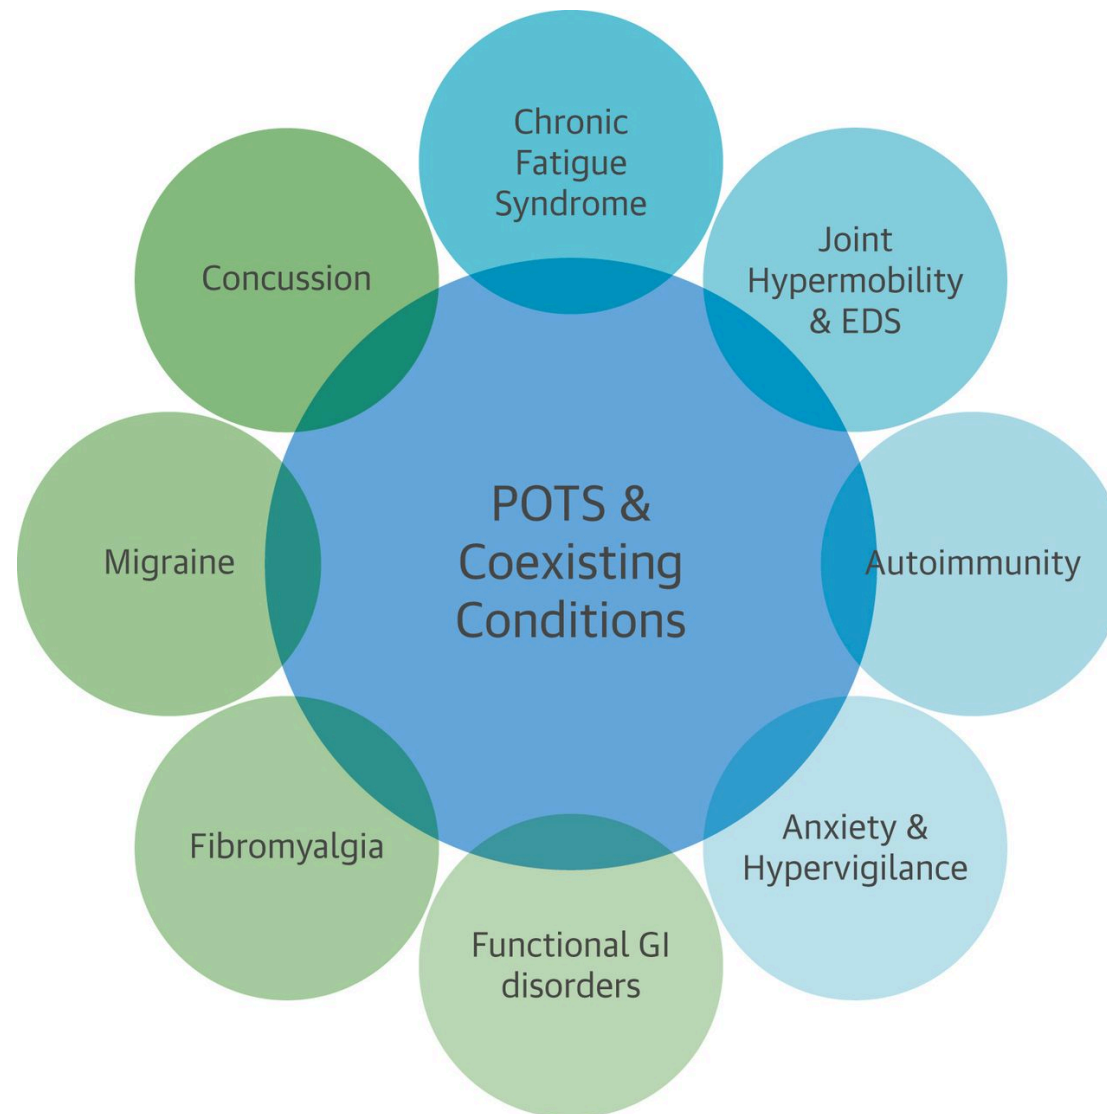 POTS &
Coexisting
Conditions
Chronic
Fatigue
Syndrome
Joint
Hypermobility
& EDS
Autoimmunity
Anxiety &
Hypervigilance
Functional GI
disorders
Fibromyalgia
Migraine
Concussion